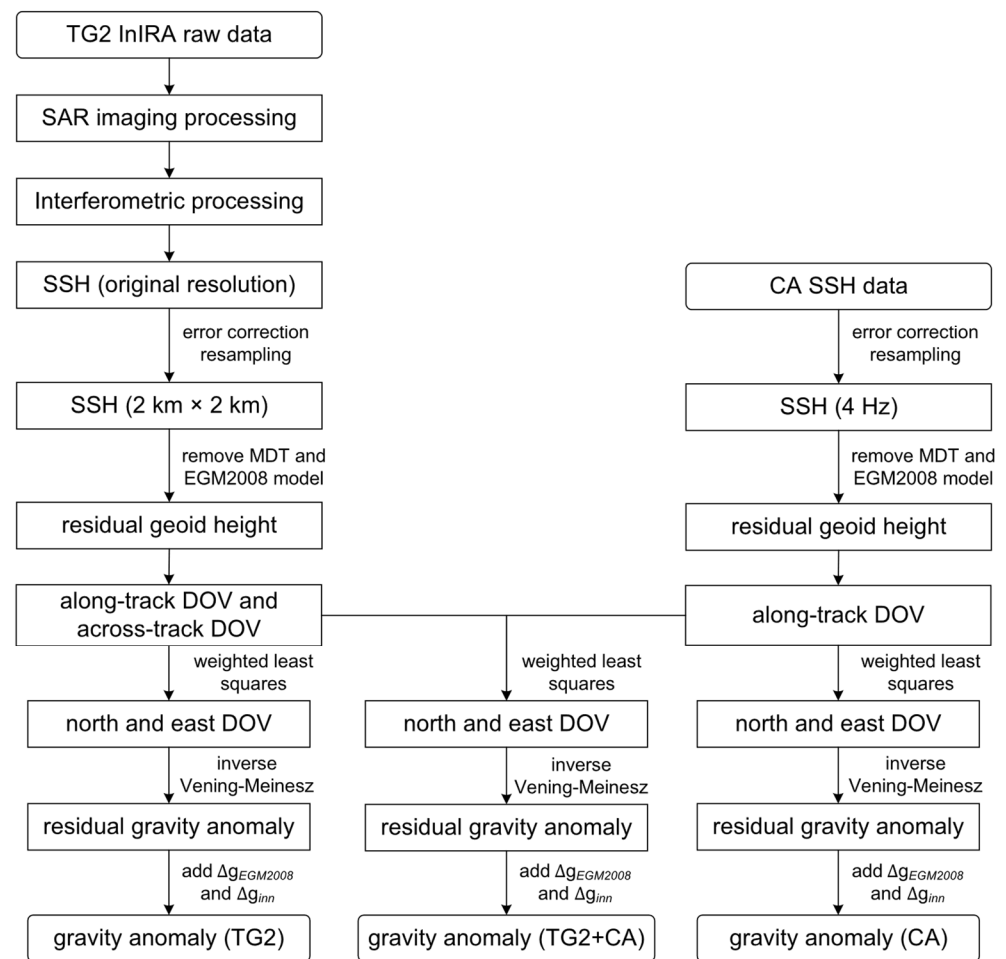 TG2 InIRA raw data
SAR imaging processing
Interferometric processing
SSH (original resolution)
error correction
resampling
SSH (2 km × 2 km)
remove MDT and
EGM2008 model
residual geoid height
along-track DOV and
across-track DOV
weighted least
squares
north and east DOV
inverse
Vening-Meinesz
residual gravity anomaly
add Δg_EGM2008
and Δg_inn
gravity anomaly (TG2)
weighted least
squares
north and east DOV
inverse
Vening-Meinesz
residual gravity anomaly
add Δg_EGM2008
and Δg_inn
gravity anomaly (TG2+CA)
CA SSH data
error correction
resampling
SSH (4 Hz)
remove MDT and
EGM2008 model
residual geoid height
along-track DOV
weighted least
squares
north and east DOV
inverse
Vening-Meinesz
residual gravity anomaly
add Δg_EGM2008
and Δg_inn
gravity anomaly (CA)